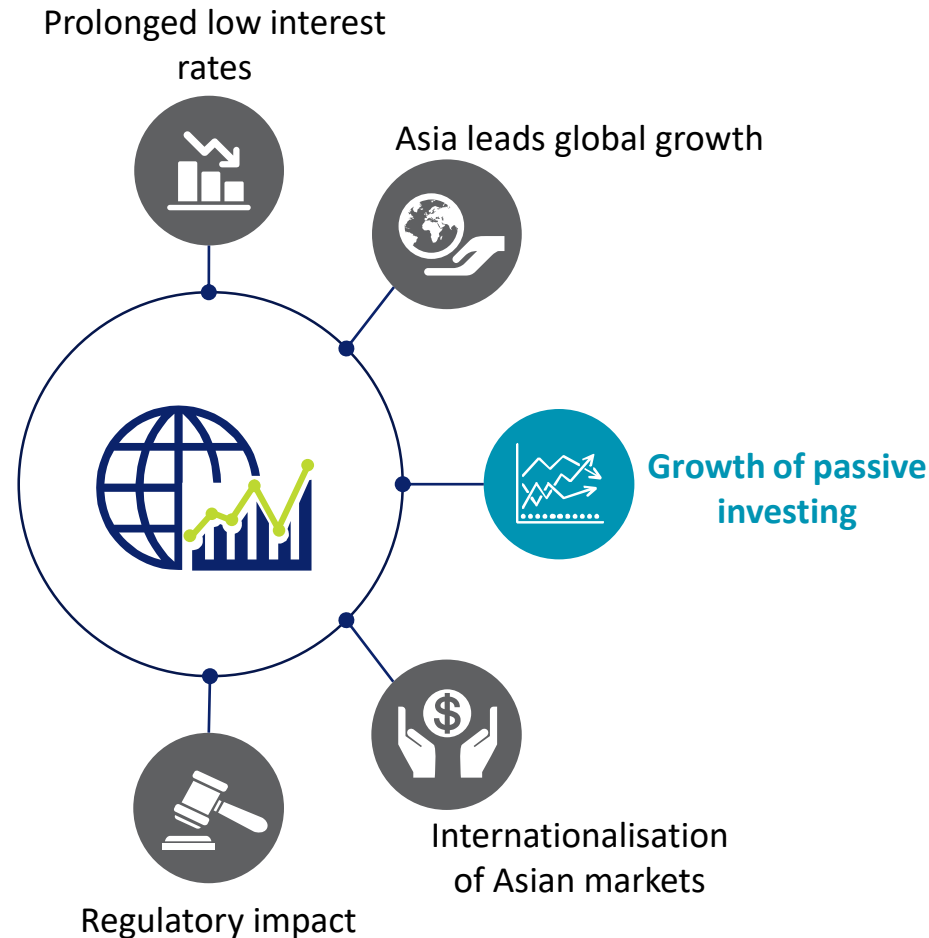 Prolonged low interest
rates
Asia leads global growth
Growth of passive
investing
$
Internationalisation
of Asian markets
Regulatory impact